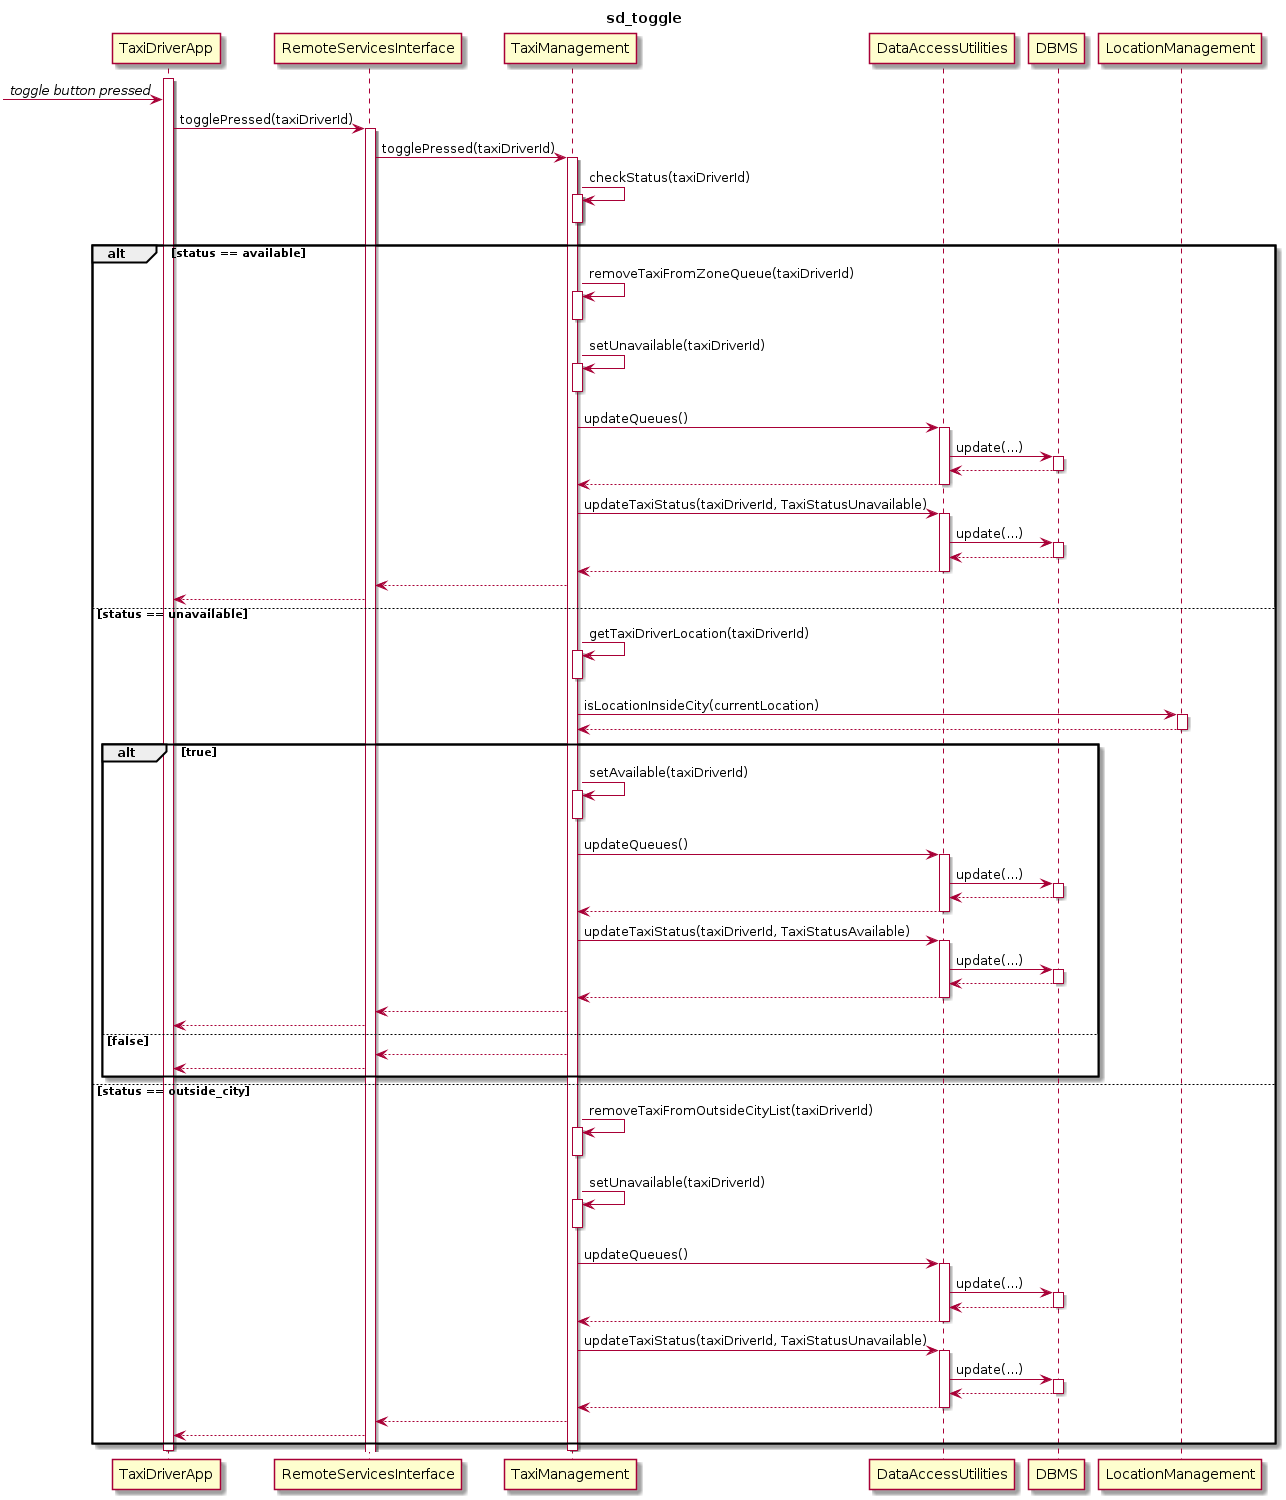 sd_toggle
TaxiDriverApp RemoteServicesInterface TaxiManagement DataAccessUtilities DBMS LocationManagement
toggle button pressed
togglePressed(taxiDriverId)
togglePressed(taxiDriverId)
checkStatus(taxiDriverId)
alt [status == available]
removeTaxiFromZoneQueue(taxiDriverId)
setUnavailable(taxiDriverId)
updateQueues()
update(...)
updateTaxiStatus(taxiDriverId, TaxiStatusUnavailable)
update(...)
[status == unavailable]
getTaxiDriverLocation(taxiDriverId)
isLocationInsideCity(currentLocation)
alt [true]
setAvailable(taxiDriverId)
updateQueues()
update(...)
updateTaxiStatus(taxiDriverId, TaxiStatusAvailable)
update(...)
[false]
[status == outside_city]
removeTaxiFromOutsideCityList(taxiDriverId)
setUnavailable(taxiDriverId)
updateQueues()
update(...)
updateTaxiStatus(taxiDriverId, TaxiStatusUnavailable)
update(...)
TaxiDriverApp RemoteServicesInterface TaxiManagement DataAccessUtilities DBMS LocationManagement